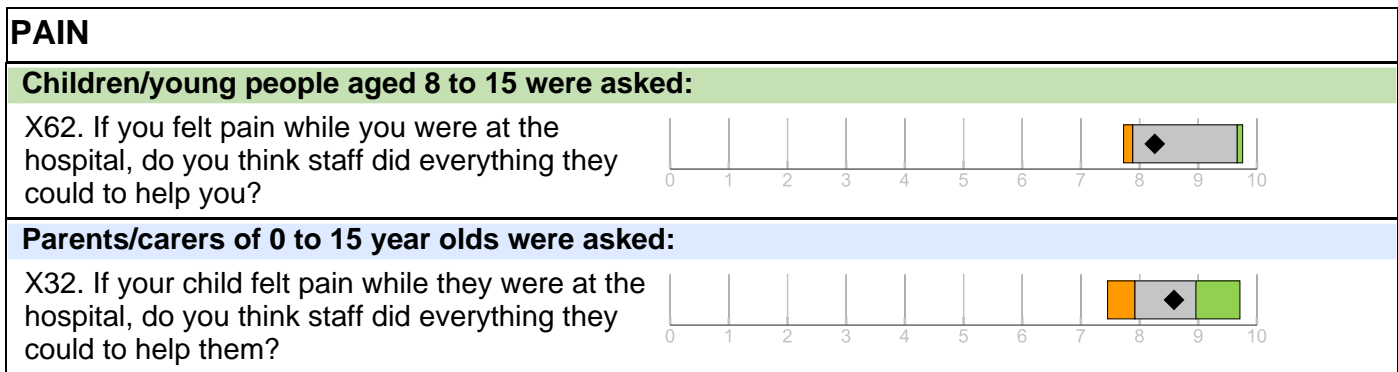 PAIN
Children/young people aged 8 to 15 were asked:
X62. If you felt pain while you were at the
hospital, do you think staff did everything they
could to help you?
0 1 2 3 4 5 6 7 8 9 10
Parents/carers of 0 to 15 year olds were asked:
X32. If your child felt pain while they were at the
hospital, do you think staff did everything they
could to help them?
0 1 2 3 4 5 6 7 8 9 10